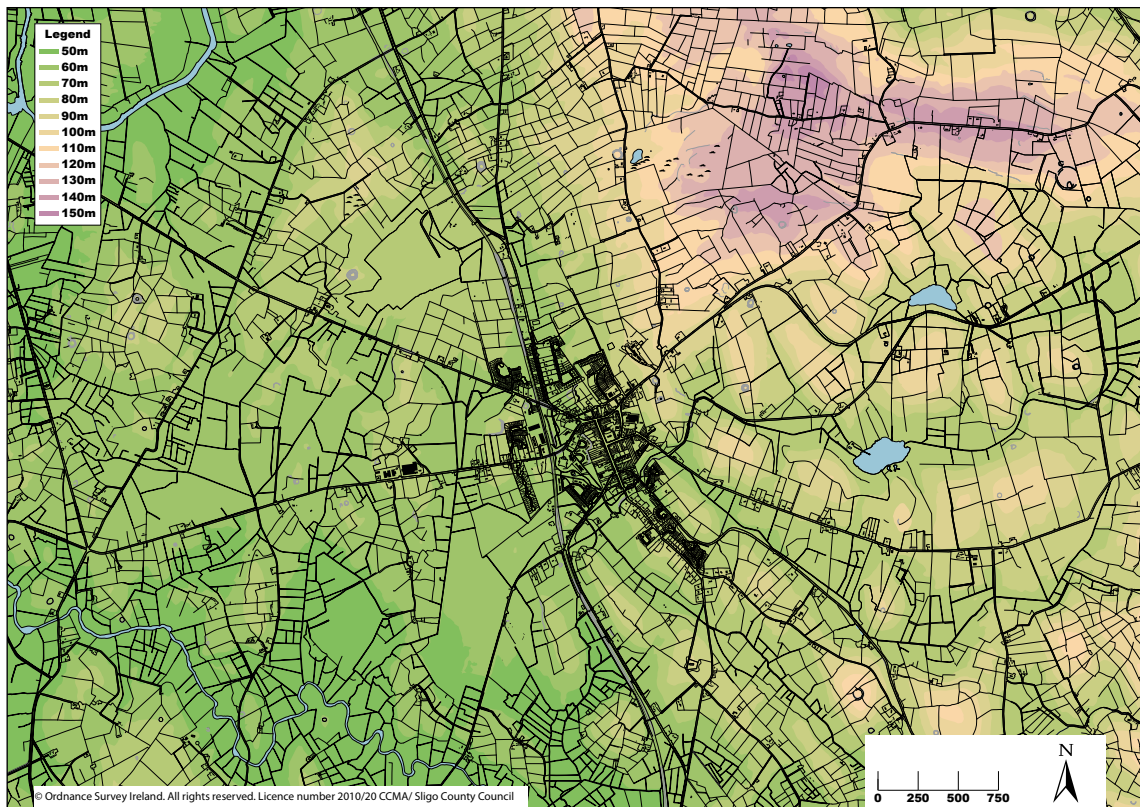 Legend
50m
60m
70m
80m
90m
100m
110m
120m
130m
140m
150m
N
0 250 500 750
© Ordnance Survey Ireland. All rights reserved. Licence number 2010/20 CCMA/ Sligo County Council